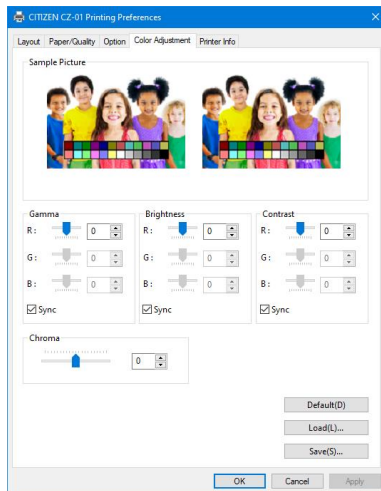 CITIZEN CZ-01 Printing Preferences
Layout Paper/Quality Option Color Adjustment Printer Info
Sample Picture
Gamma Brightness Contrast
R: 0 R: 0 R: 0
G: 0 G: 0 G: 0
B: 0 B: 0 B: 0
Sync Sync Sync
Chroma
0
Default(D)
Load(L)...
Save(S)...
OK Cancel Apply